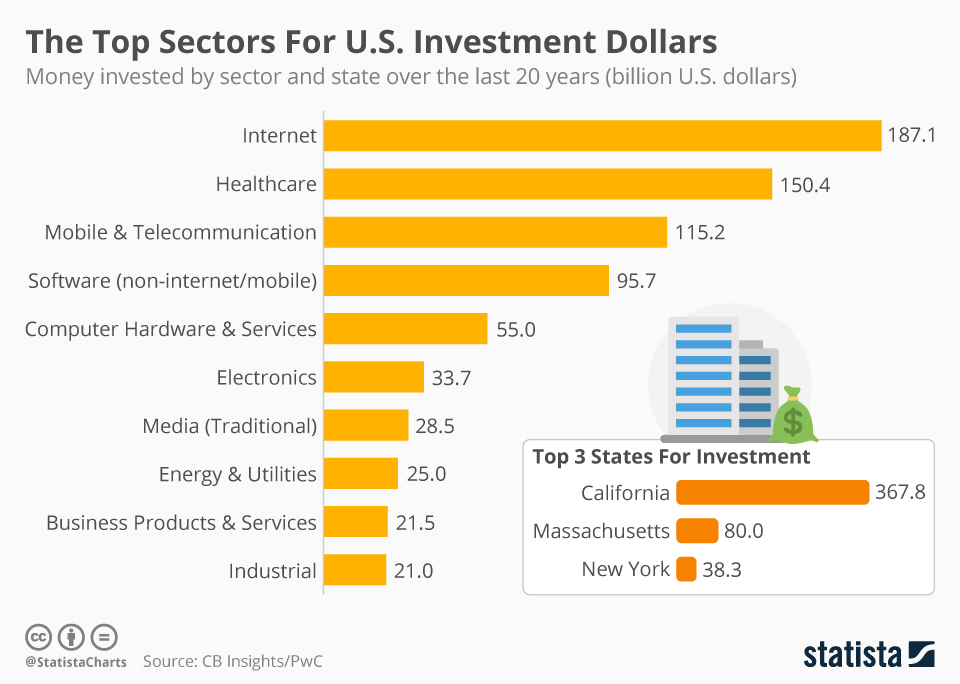 The Top Sectors For U.S. Investment Dollars
Money invested by sector and state over the last 20 years (billion U.S. dollars)
Internet 187.1
Healthcare 150.4
Mobile & Telecommunication 115.2
Software (non-internet/mobile) 95.7
Computer Hardware & Services 55.0
Electronics 33.7
Media (Traditional) 28.5
Energy & Utilities 25.0
Business Products & Services 21.5
Industrial 21.0
$
Top 3 States For Investment
California 367.8
Massachusetts 80.0
New York 38.3
cc =
@StatistaCharts Source: CB Insights/PwC
statista